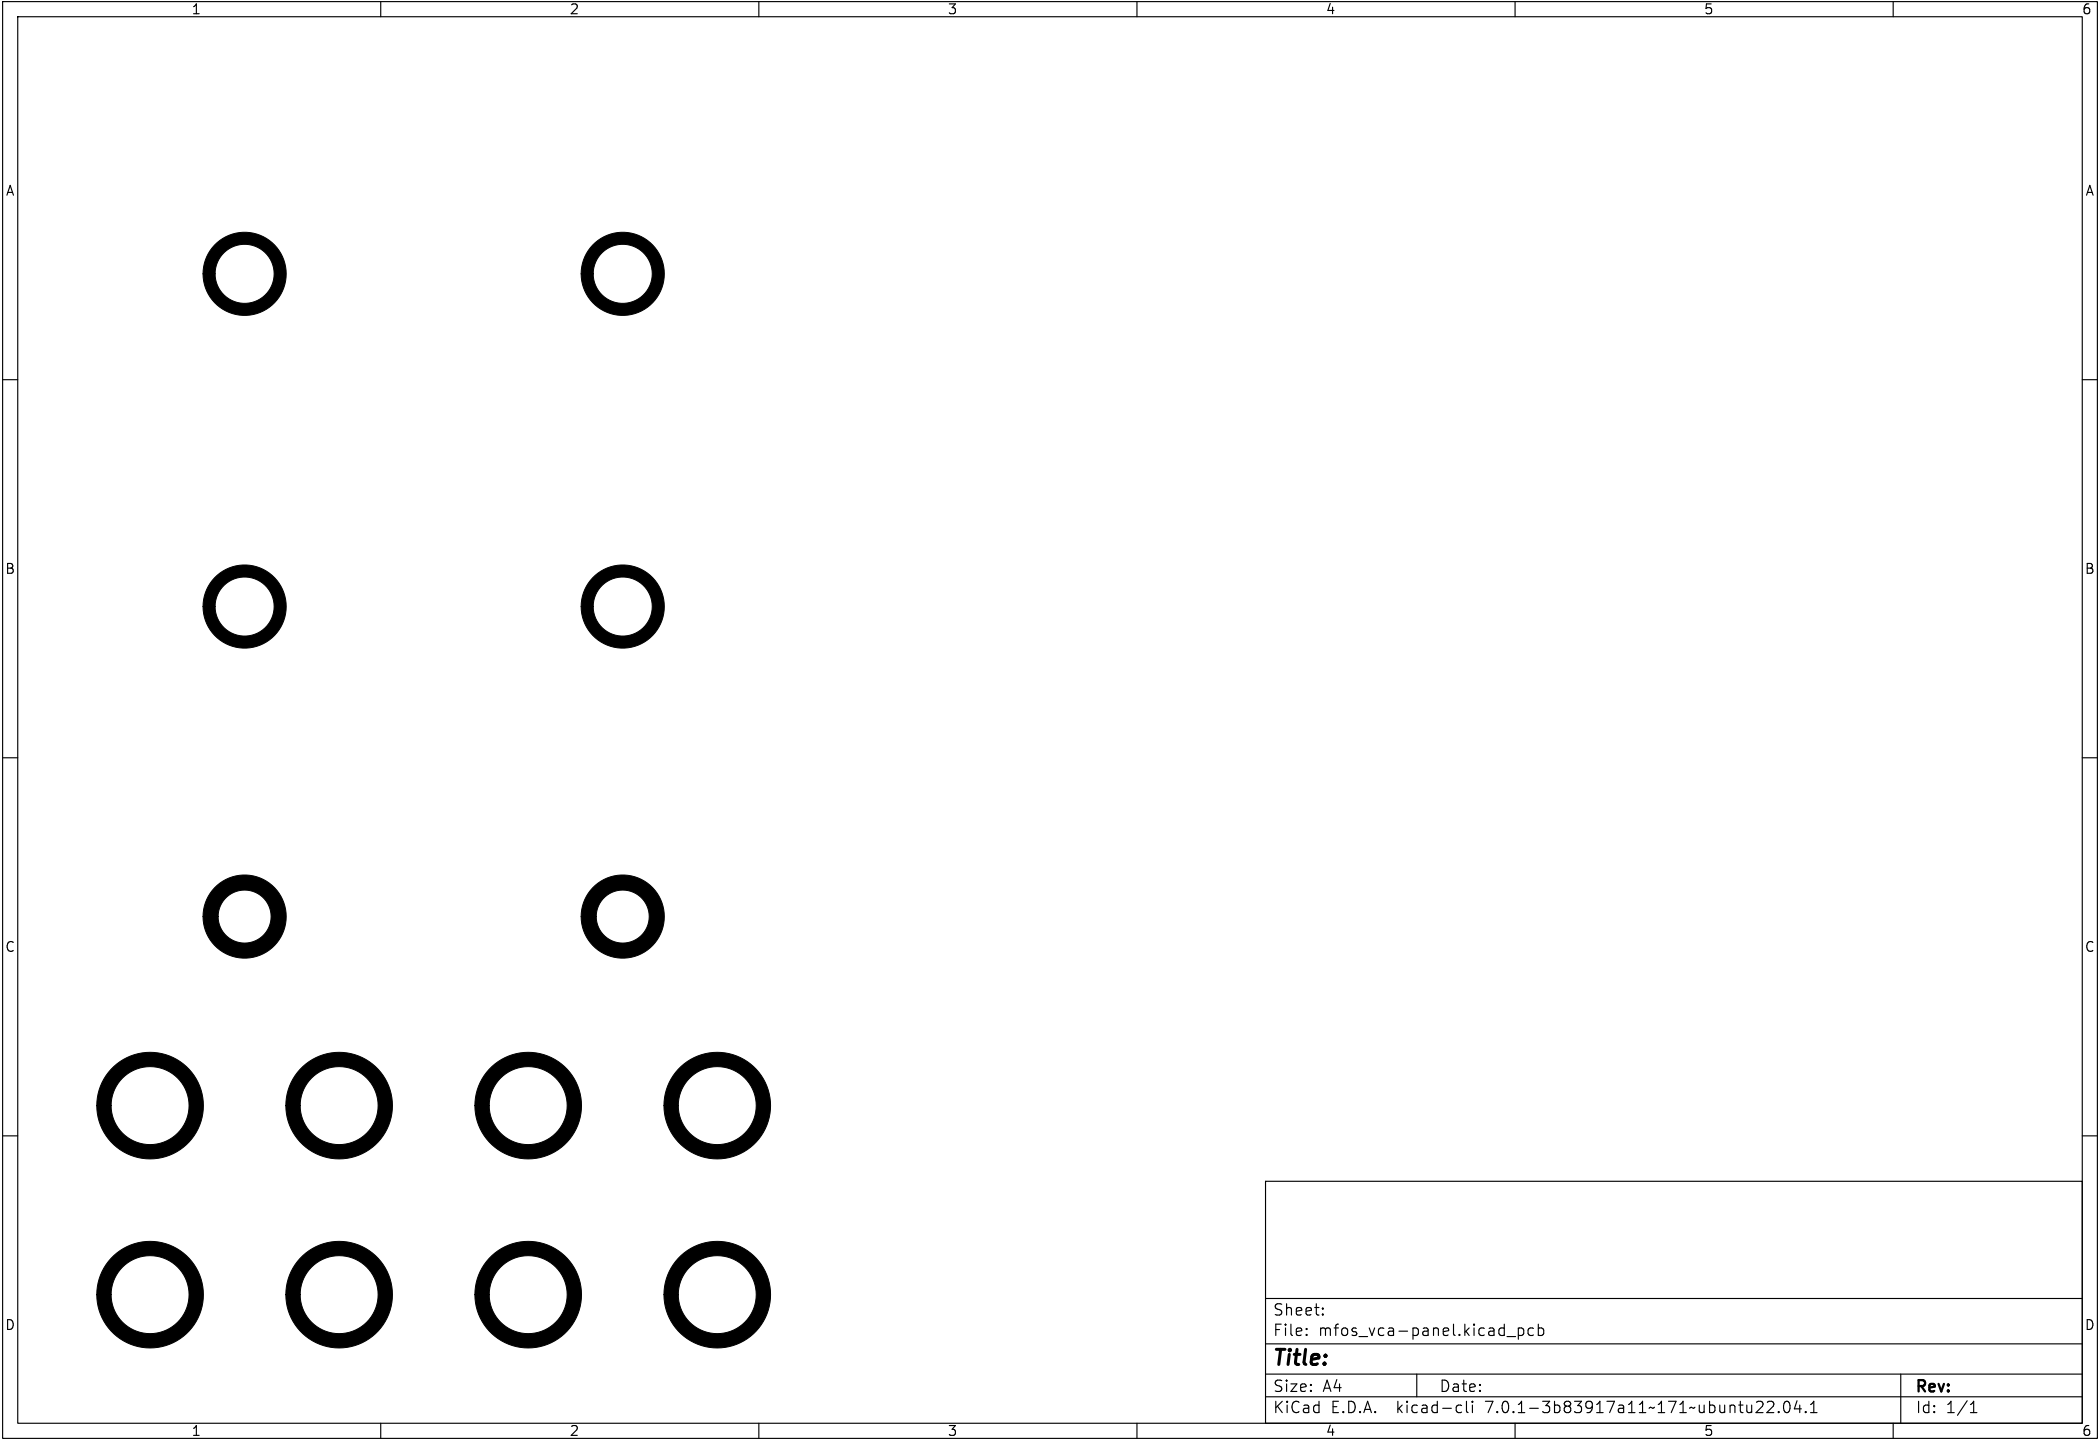 1 2 3 4 5 6
A A
B B
C C
Sheet:
File: mfos_vca-panel.kicad_pcb
D D
Title:
Size: A4 Date: Rev:
KiCad E.D.A. kicad-cli 7.0.1-3b83917a11~171~ubuntu22.04.1 Id: 1/1
1 2 3 4 5 6